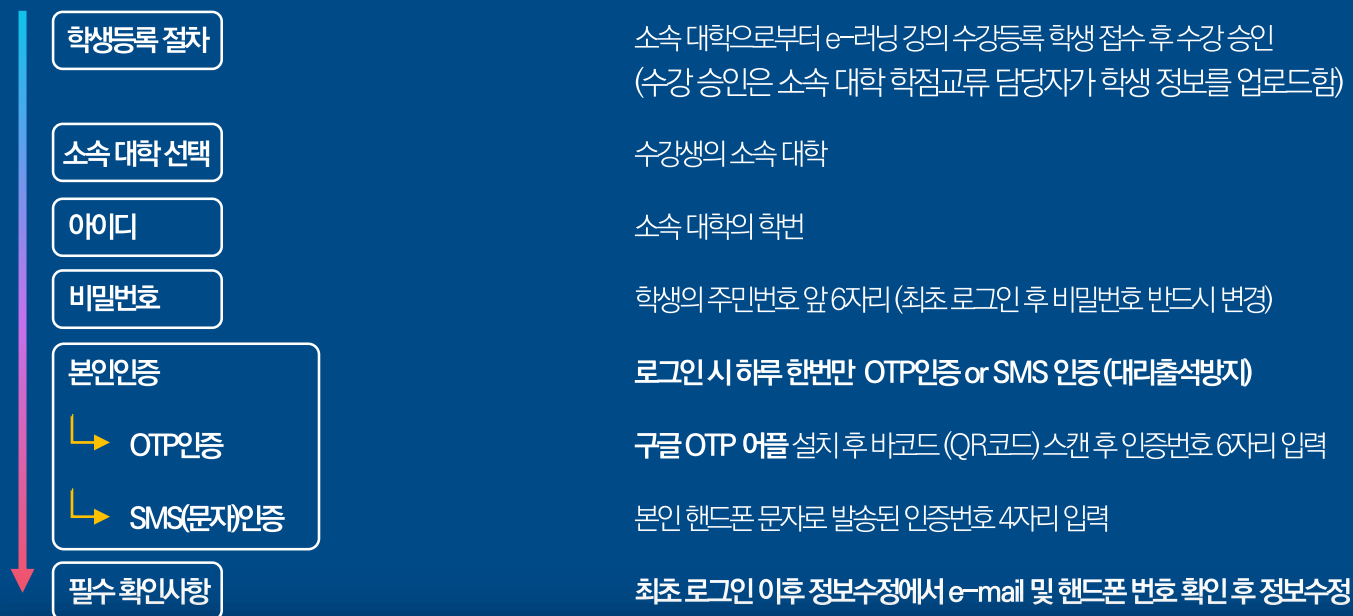 학생등록 절차
소속 대학으로부터 e-러닝 강의 수강등록 학생 접수 후 수강 승인
(수강 승인은 소속 대학 학점교류 담당자가 학생 정보를 업로드함)
소속 대학 선택
수강생의 소속 대학
아이디
소속 대학의 학번
비밀번호
학생의 주민번호 앞 6자리 (최초 로그인 후 비밀번호 반드시 변경)
본인인증
로그인 시 하루 한번만 OTP인증 or SMS 인증 (대리출석방지)
OTP인증
구글 OTP 어플 설치 후 바코드 (QR코드) 스캔 후 인증번호 6자리 입력
SMS(문자)인증
본인 핸드폰 문자로 발송된 인증번호 4자리 입력
필수 확인사항
최초 로그인 이후 정보수정에서 e-mail 및 핸드폰 번호 확인 후 정보수정